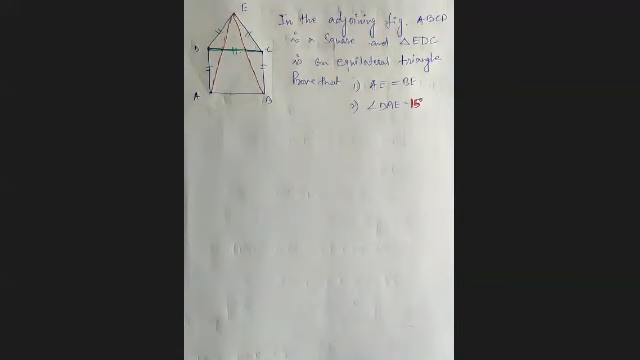 E
In the adjoining fig. ABCD
D
C
is a square and △EDC
is an equilateral triangle
Prove that i) AE = BE
A
B
2) ∠DAE = 15°